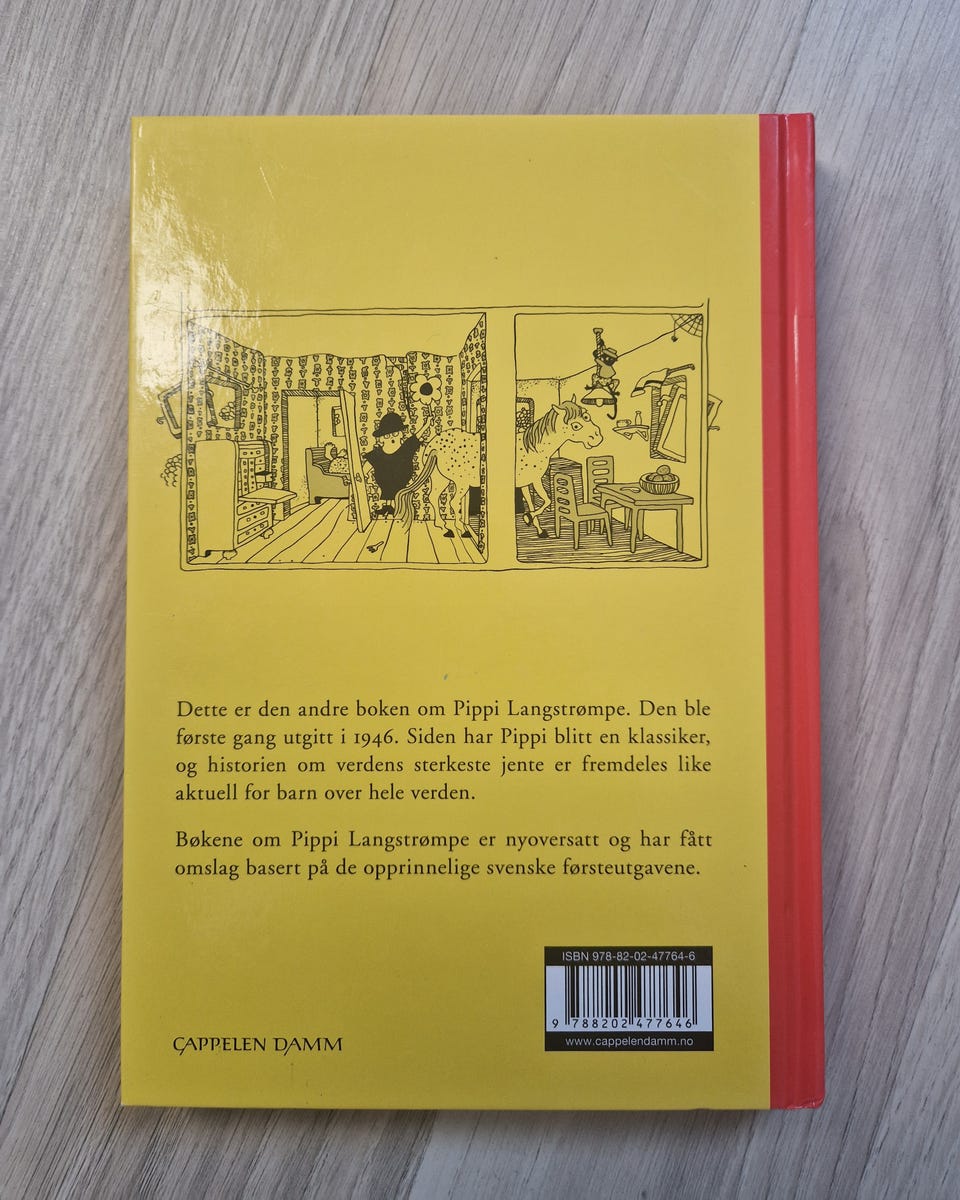 Dette er den andre boken om Pippi Langstrømpe. Den ble
første gang utgitt i 1946. Siden har Pippi blitt en klassiker,
og historien om verdens sterkeste jente er fremdeles like
aktuell for barn over hele verden.
Bøkene om Pippi Langstrømpe er nyoversatt og har fått
omslag basert på de opprinnelige svenske førsteutgavene.
ISBN 978-82-02-47764-6
9 788202 477646
www.cappelendamm.no
CAPPELEN DAMM